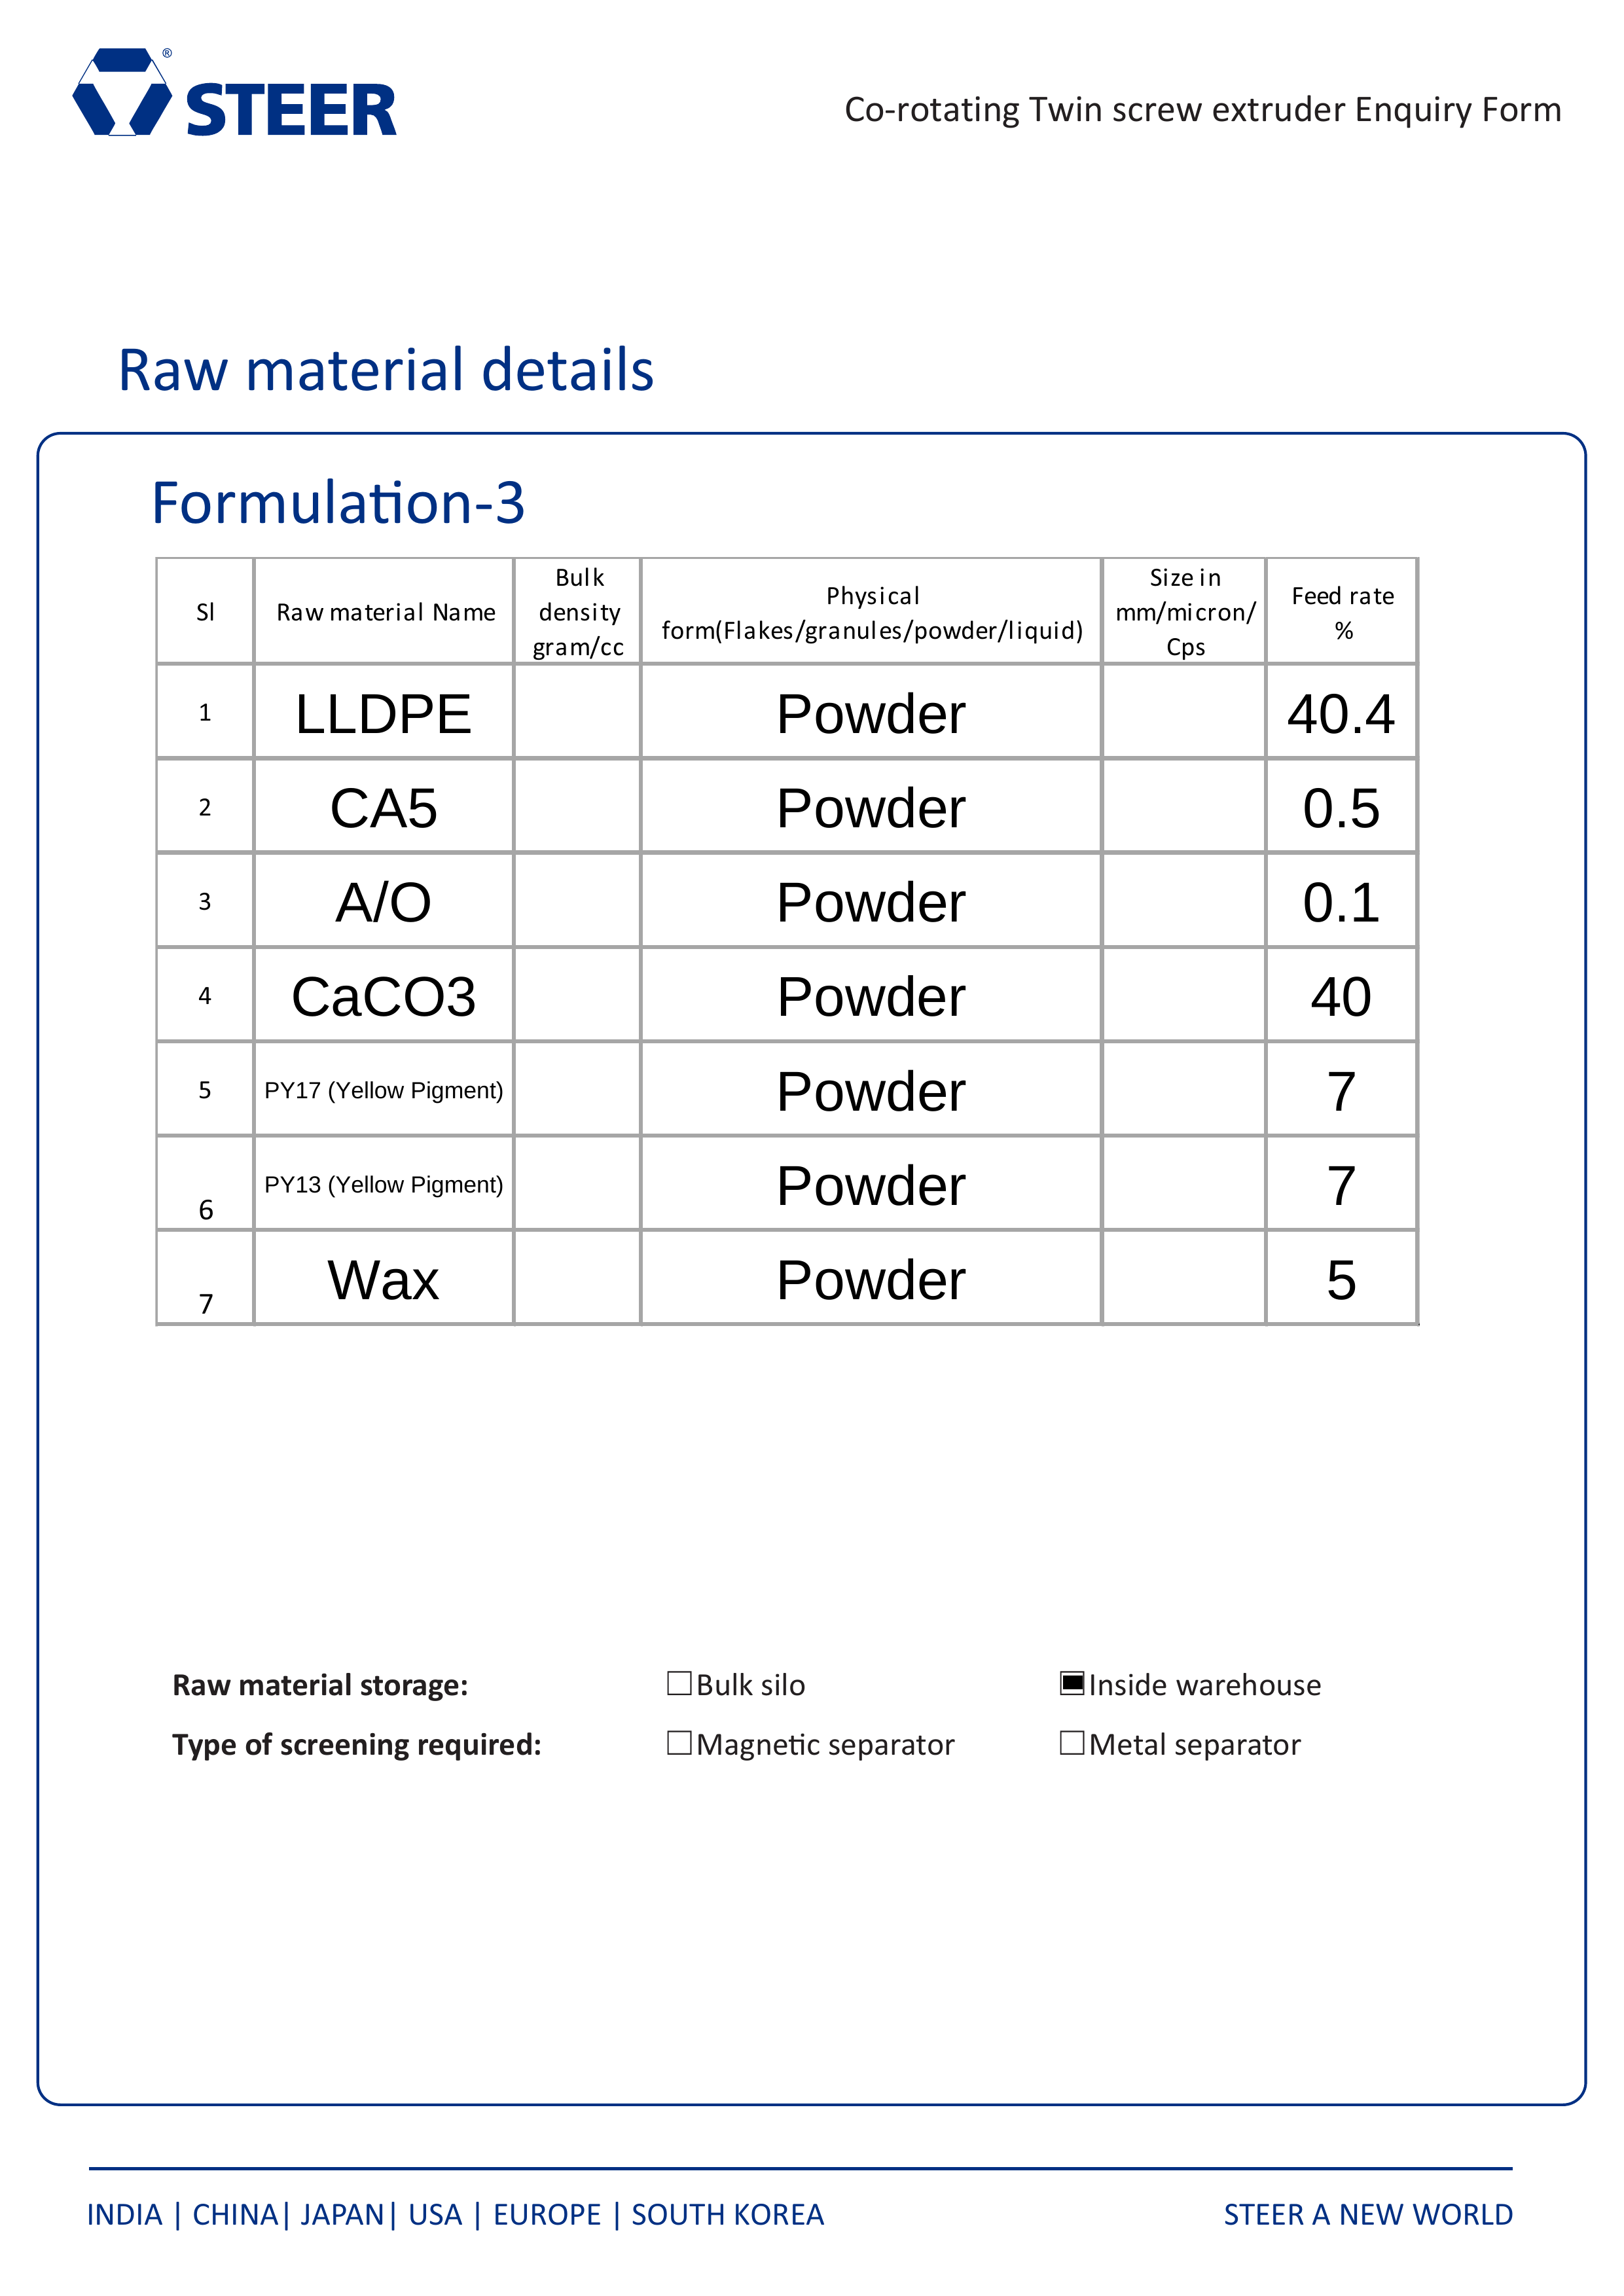 ®
STEER
Co-rotating Twin screw extruder Enquiry Form
Raw material details
Formulation-3
Sl Raw material Name Bulk density gram/cc Physical form(Flakes/granules/powder/liquid) Size in mm/micron/ Cps Feed rate %
1 LLDPE Powder 40.4
2 CA5 Powder 0.5
3 A/O Powder 0.1
4 CaCO3 Powder 40
5 PY17 (Yellow Pigment) Powder 7
6 PY13 (Yellow Pigment) Powder 7
7 Wax Powder 5
Raw material storage: Bulk silo Inside warehouse
Type of screening required: Magnetic separator Metal separator
INDIA | CHINA| JAPAN| USA | EUROPE | SOUTH KOREA STEER A NEW WORLD